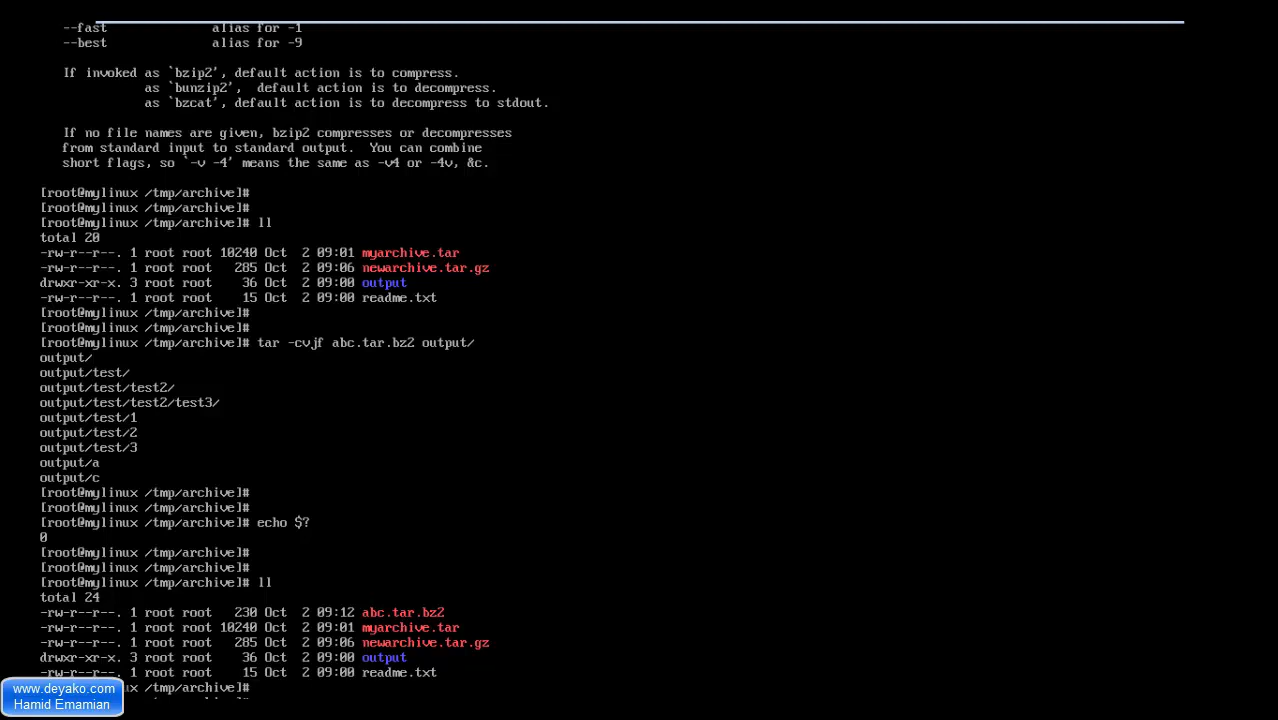 --fast              alias for -1
--best              alias for -9
If invoked as `bzip2', default action is to compress.
as `bunzip2',  default action is to decompress.
as `bzcat', default action is to decompress to stdout.
If no file names are given, bzip2 compresses or decompresses
from standard input to standard output.  You can combine
short flags, so `-v -4' means the same as -v4 or -4v, &c.
[root@mylinux /tmp/archive]#
[root@mylinux /tmp/archive]#
[root@mylinux /tmp/archive]# ll
total 20
-rw-r--r--. 1 root root 10240 Oct  2 09:01 myarchive.tar
-rw-r--r--. 1 root root   285 Oct  2 09:06 newarchive.tar.gz
drwxr-xr-x. 3 root root    36 Oct  2 09:00 output
-rw-r--r--. 1 root root    15 Oct  2 09:00 readme.txt
[root@mylinux /tmp/archive]#
[root@mylinux /tmp/archive]#
[root@mylinux /tmp/archive]# tar -cvjf abc.tar.bz2 output/
output/
output/test/
output/test/test2/
output/test/test2/test3/
output/test/1
output/test/2
output/test/3
output/a
output/c
[root@mylinux /tmp/archive]#
[root@mylinux /tmp/archive]#
[root@mylinux /tmp/archive]# echo $?
0
[root@mylinux /tmp/archive]#
[root@mylinux /tmp/archive]#
[root@mylinux /tmp/archive]# ll
total 24
-rw-r--r--. 1 root root   230 Oct  2 09:12 abc.tar.bz2
-rw-r--r--. 1 root root 10240 Oct  2 09:01 myarchive.tar
-rw-r--r--. 1 root root   285 Oct  2 09:06 newarchive.tar.gz
drwxr-xr-x. 3 root root    36 Oct  2 09:00 output
-rw-r--r--. 1 root root    15 Oct  2 09:00 readme.txt
ux /tmp/archive]#
www.deyako.com
Hamid Emamian